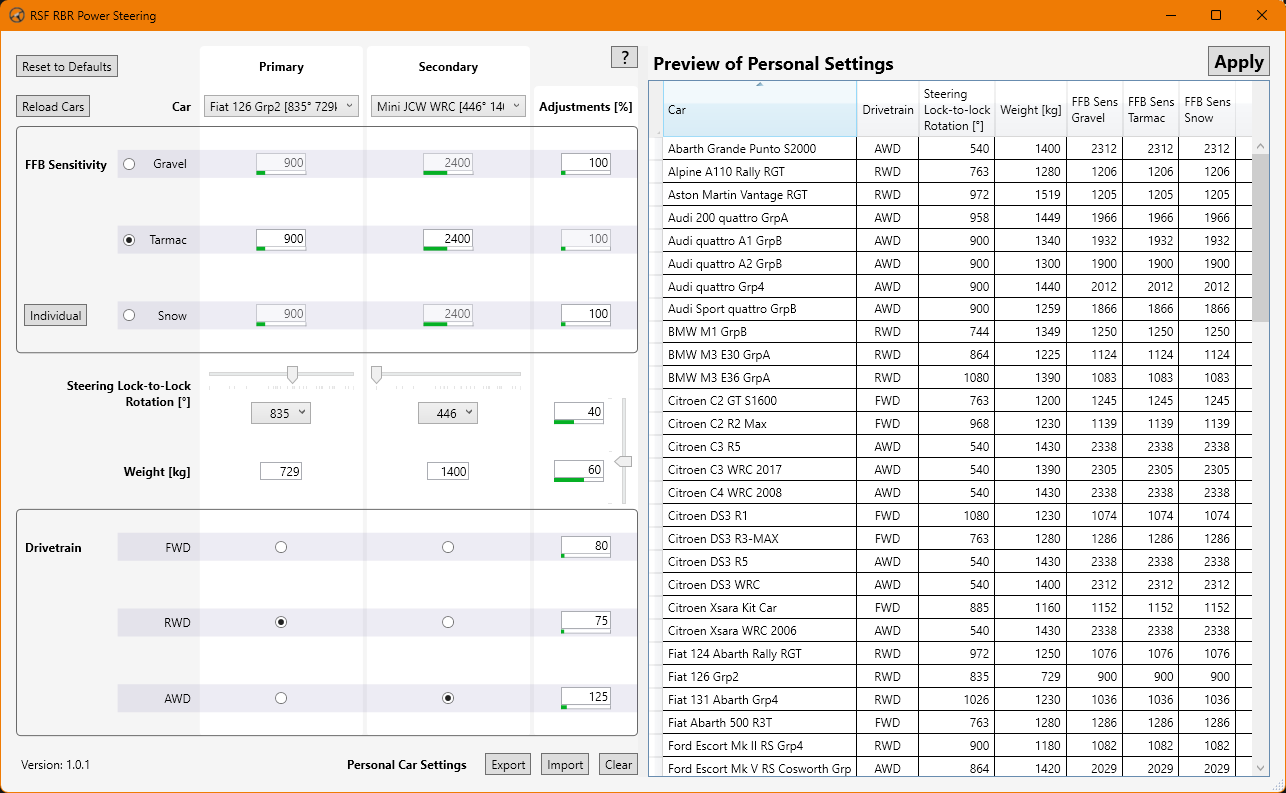 RSF RBR Power Steering
Reset to Defaults
Primary
Secondary
?
Reload Cars
Car
Fiat 126 Grp2 [835° 729k
Mini JCW WRC [446° 140
Adjustments [%]
FFB Sensitivity
Gravel 900 2400 100
Tarmac 900 2400 100
Individual
Snow 900 2400 100
Steering Lock-to-Lock
Rotation [°]
835 446 40
Weight [kg] 729 1400 60
Drivetrain
FWD 80
RWD 75
AWD 125
Version: 1.0.1
Personal Car Settings
Export
Import
Clear
Preview of Personal Settings
Apply
Car
Drivetrain
Steering
Lock-to-lock
Rotation [°]
Weight [kg]
FFB Sens
Gravel
FFB Sens
Tarmac
FFB Sens
Snow
Abarth Grande Punto S2000 AWD 540 1400 2312 2312 2312
Alpine A110 Rally RGT RWD 763 1280 1206 1206 1206
Aston Martin Vantage RGT RWD 972 1519 1205 1205 1205
Audi 200 quattro GrpA AWD 958 1449 1966 1966 1966
Audi quattro A1 GrpB AWD 900 1340 1932 1932 1932
Audi quattro A2 GrpB AWD 900 1300 1900 1900 1900
Audi quattro Grp4 AWD 900 1440 2012 2012 2012
Audi Sport quattro GrpB AWD 900 1259 1866 1866 1866
BMW M1 GrpB RWD 744 1349 1250 1250 1250
BMW M3 E30 GrpA RWD 864 1225 1124 1124 1124
BMW M3 E36 GrpA RWD 1080 1390 1083 1083 1083
Citroen C2 GT S1600 FWD 763 1200 1245 1245 1245
Citroen C2 R2 Max FWD 968 1230 1139 1139 1139
Citroen C3 R5 AWD 540 1430 2338 2338 2338
Citroen C3 WRC 2017 AWD 540 1390 2305 2305 2305
Citroen C4 WRC 2008 AWD 540 1430 2338 2338 2338
Citroen DS3 R1 FWD 1080 1230 1074 1074 1074
Citroen DS3 R3-MAX FWD 763 1280 1286 1286 1286
Citroen DS3 R5 AWD 540 1430 2338 2338 2338
Citroen DS3 WRC AWD 540 1400 2312 2312 2312
Citroen Xsara Kit Car FWD 885 1160 1152 1152 1152
Citroen Xsara WRC 2006 AWD 540 1430 2338 2338 2338
Fiat 124 Abarth Rally RGT RWD 972 1250 1076 1076 1076
Fiat 126 Grp2 RWD 835 729 900 900 900
Fiat 131 Abarth Grp4 RWD 1026 1230 1036 1036 1036
Fiat Abarth 500 R3T FWD 763 1280 1286 1286 1286
Ford Escort Mk II RS Grp4 RWD 900 1180 1082 1082 1082
Ford Escort Mk V RS Cosworth Grp AWD 864 1420 2029 2029 2029